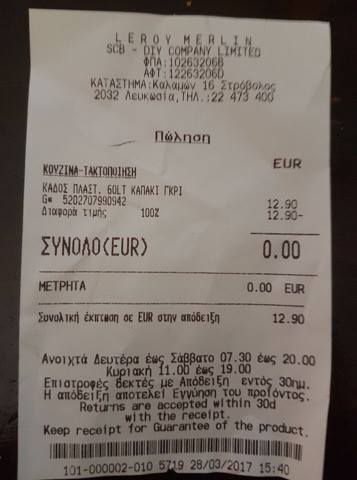 LEROY MERLIN
SCB - DIY COMPANY LIMITED
ΦΠΑ:10263206B
ΑΦΤ:12263206D
ΚΑΤΑΣΤΗΜΑ:Καλαμών 16 Στρόβολος
2032 Λευκωσία,ΤΗΛ.:22 473 400
Πώληση
EUR
ΚΟΥΖΙΝΑ-ΤΑΚΤΟΠΟΙΗΣΗ
ΚΑΔΟΣ ΠΛΑΣΤ. 60LT ΚΑΠΑΚΙ ΓΚΡΙ
G* 5202707990942 12.90
Διαφορά τιμής 100% 12.90-
ΣΥΝΟΛΟ(EUR) 0.00
ΜΕΤΡΗΤΑ 0.00 EUR
Συνολική έκπτωση σε EUR στην απόδειξη 12.90
Ανοιχτά Δευτέρα έως Σάββατο 07.30 έως 20.00
Κυριακή 11.00 έως 19.00
Επιστροφές δεκτές με Απόδειξη εντός 30ημ.
Η απόδειξη αποτελεί Εγγύηση του προϊόντος.
Returns are accepted within 30d
with the receipt.
Keep receipt for Guarantee of the product.
101-000002-010 5719 28/03/2017 15:40